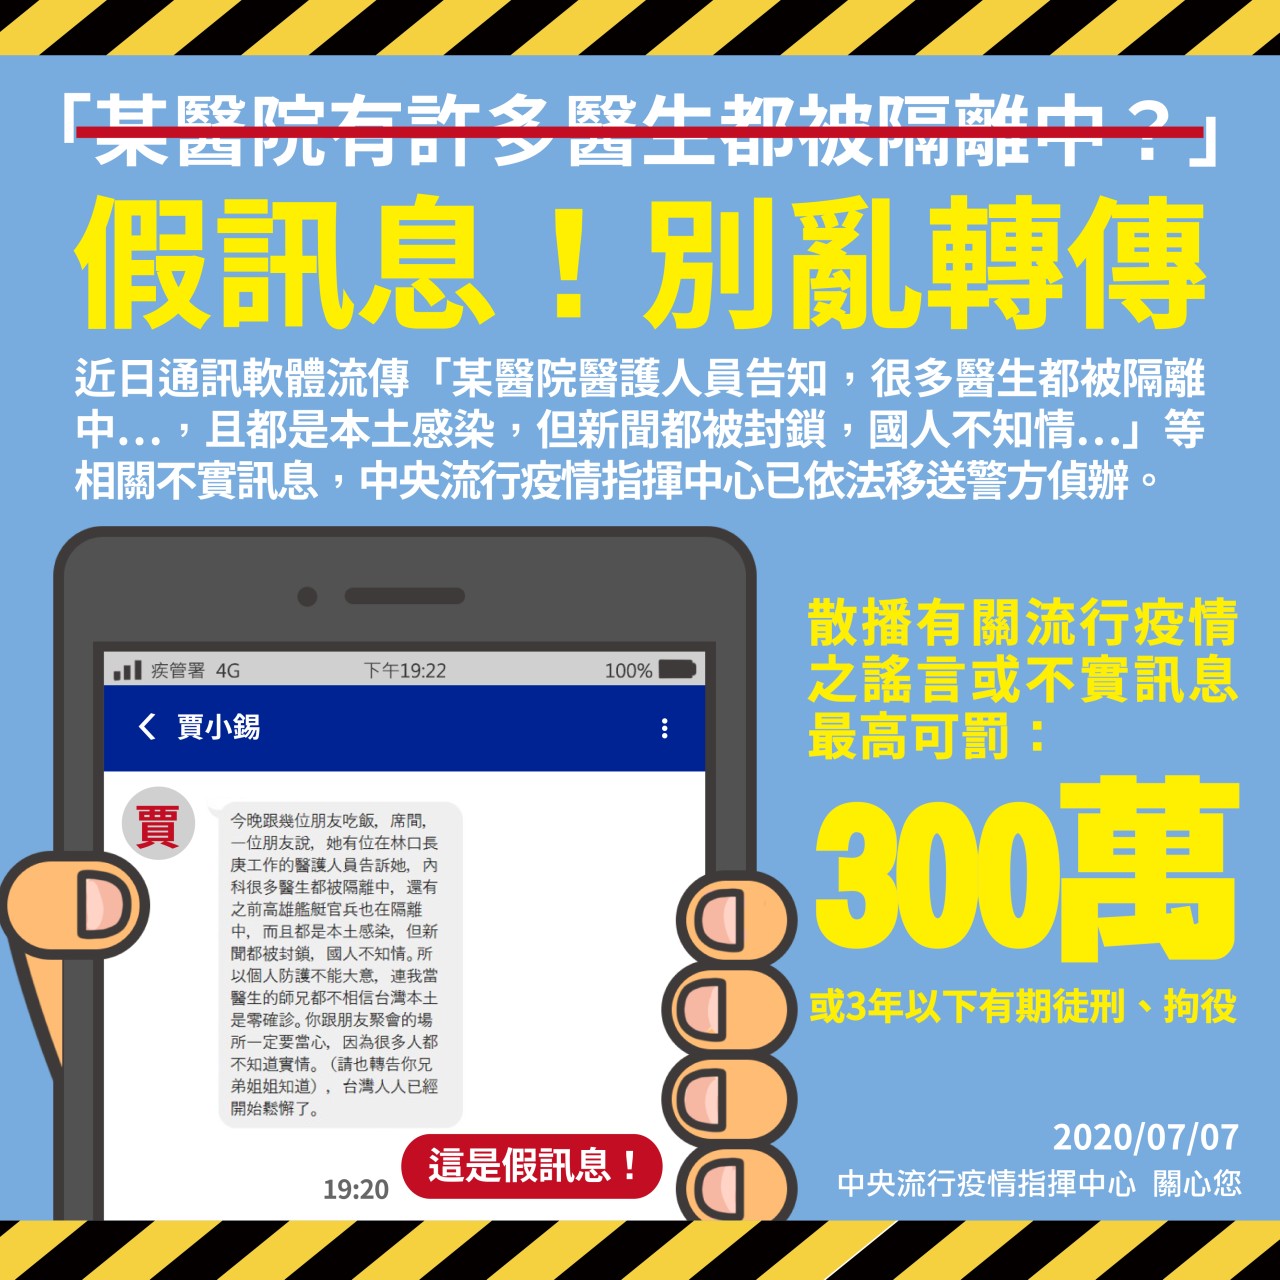 「某醫院有許多醫生都被隔離中？」
假訊息！別亂轉傳
近日通訊軟體流傳「某醫院醫護人員告知，很多醫生都被隔離
中...，且都是本土感染，但新聞都被封鎖，國人不知情...」等
相關不實訊息，中央流行疫情指揮中心已依法移送警方偵辦。
疾管署 4G 下午19:22 100%
賈小錫
賈
今晚跟幾位朋友吃飯, 席間,
一位朋友說, 她有位在林口長
庚工作的醫護人員告訴她, 內
科很多醫生都被隔離中, 還有
之前高雄艦艇官兵也在隔離
中, 而且都是本土感染, 但新
聞都被封鎖, 國人不知情。所
以個人防護不能大意, 連我當
醫生的師兄都不相信台灣本土
是零確診。你跟朋友聚會的場
所一定要當心, 因為很多人都
不知道實情。（請也轉告你兄
弟姐姐知道）, 台灣人人已經
開始鬆懈了。
這是假訊息！
19:20
散播有關流行疫情
之謠言或不實訊息
最高可罰：
300萬
或3年以下有期徒刑、拘役
2020/07/07
中央流行疫情指揮中心 關心您